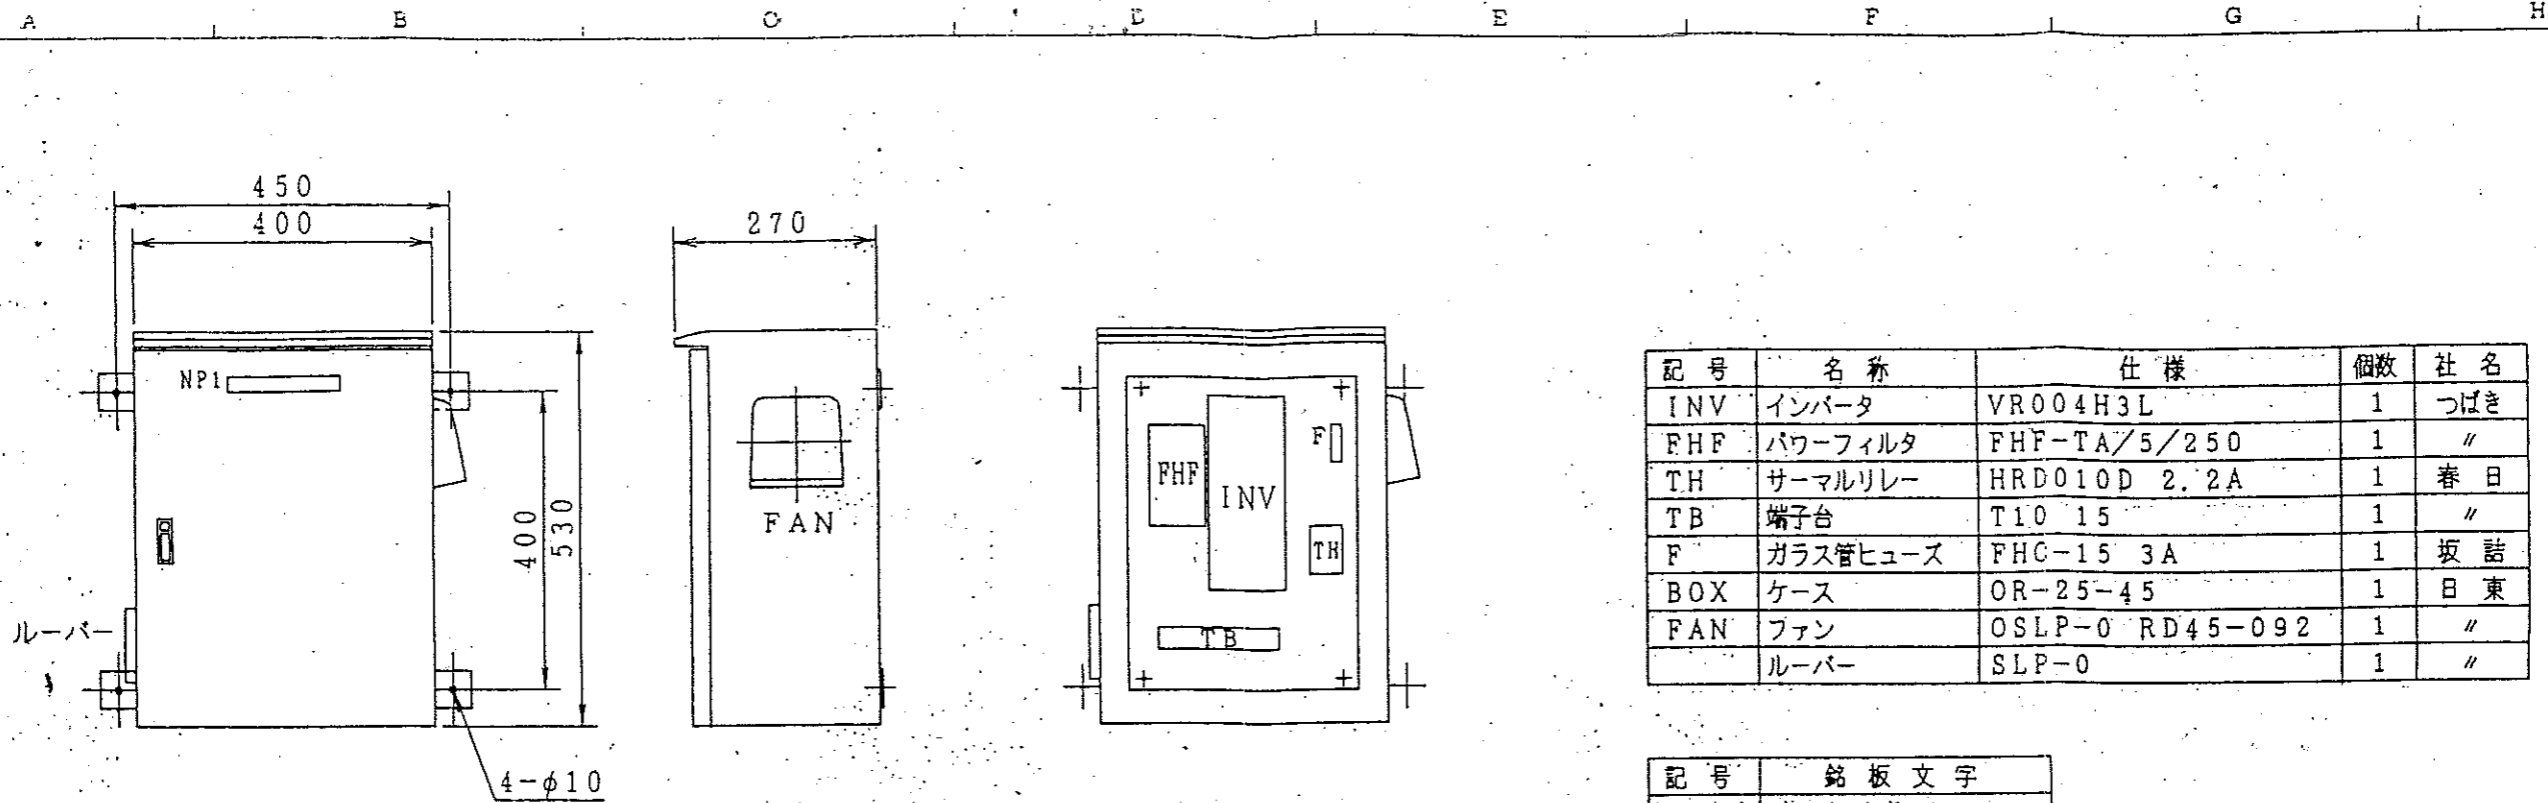 A B C D E F G H
450
400
270
NP1
400
530
ルーバー
4-φ10
FAN
FHF
INV
F
TH
TB
記号 名称 仕様 個数 社名
INV インバータ VR004H3L 1 つばき
FHF パワーフィルタ FHF-TA/5/250 1 〃
TH サーマルリレー HRD010D 2.2A 1 春日
TB 端子台 T10 15 1 〃
F ガラス管ヒューズ FHC-15 3A 1 坂詰
BOX ケース OR-25-45 1 日東
FAN ファン OSLP-0 RD45-092 1 〃
ルーバー SLP-0 1 〃
記号 銘板文字